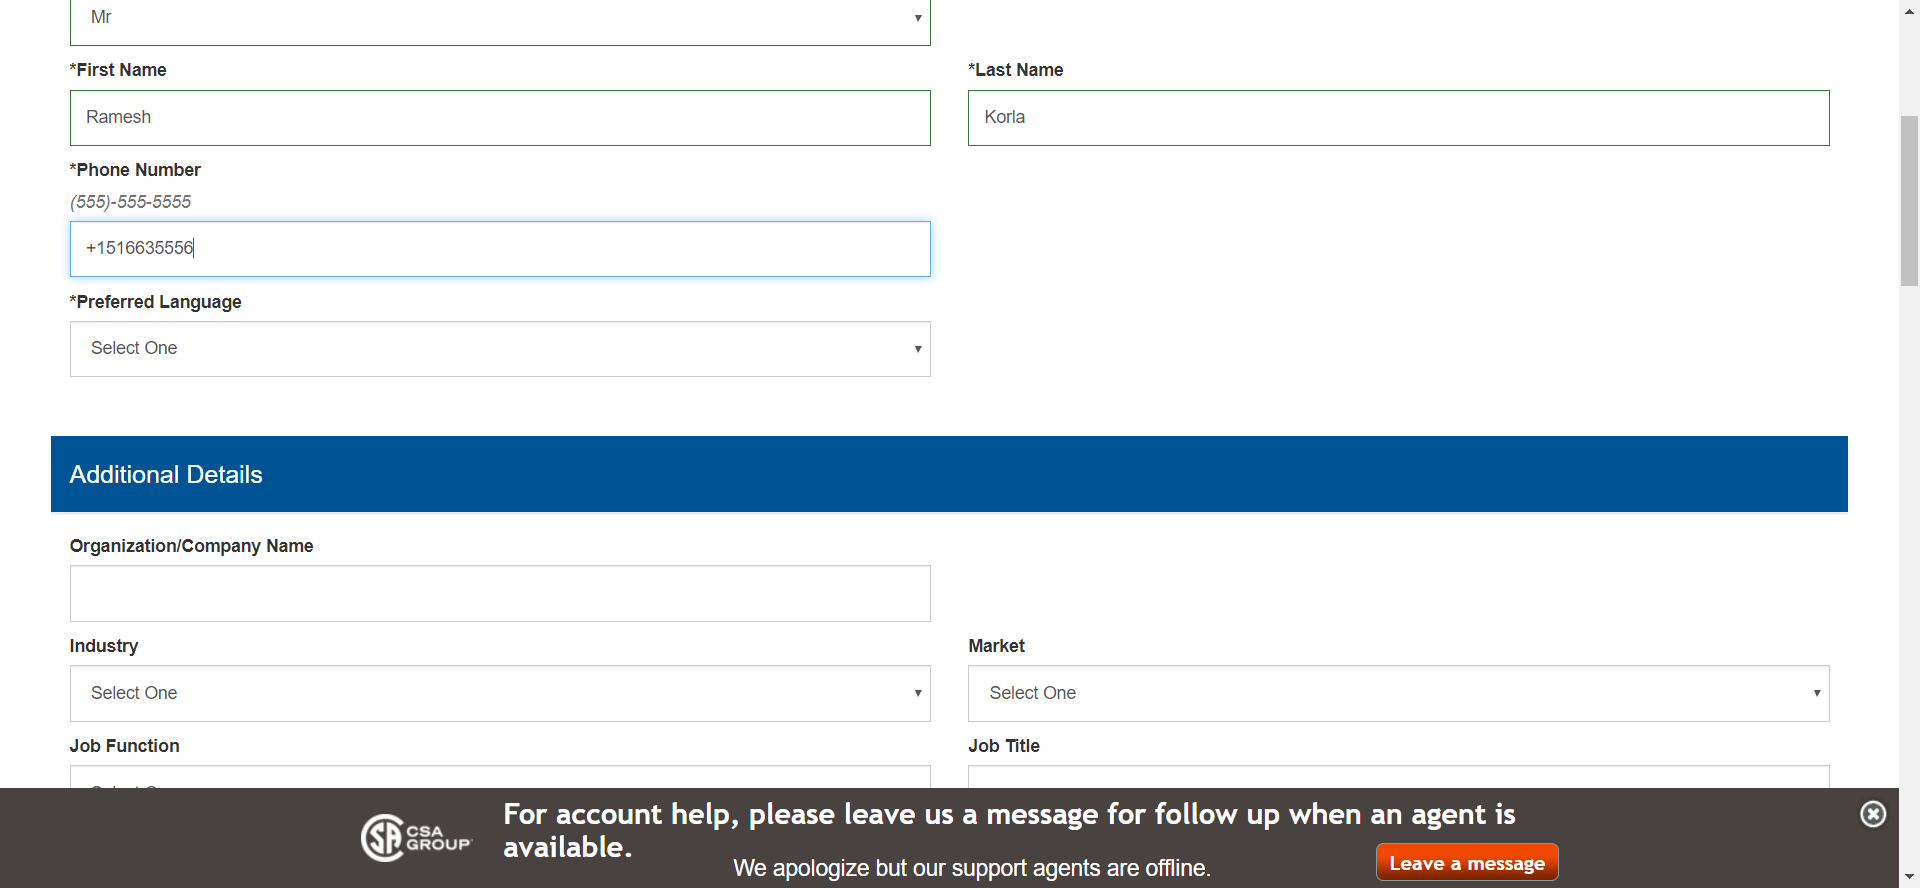 Mr
*First Name
*Last Name
Ramesh
Korla
*Phone Number
(555)-555-5555
+1516635556
*Preferred Language
Select One
Additional Details
Organization/Company Name
Industry
Market
Select One
Select One
Job Function
Job Title
For account help, please leave us a message for follow up when an agent is
available.
CSA
GROUP
We apologize but our support agents are offline.
Leave a message